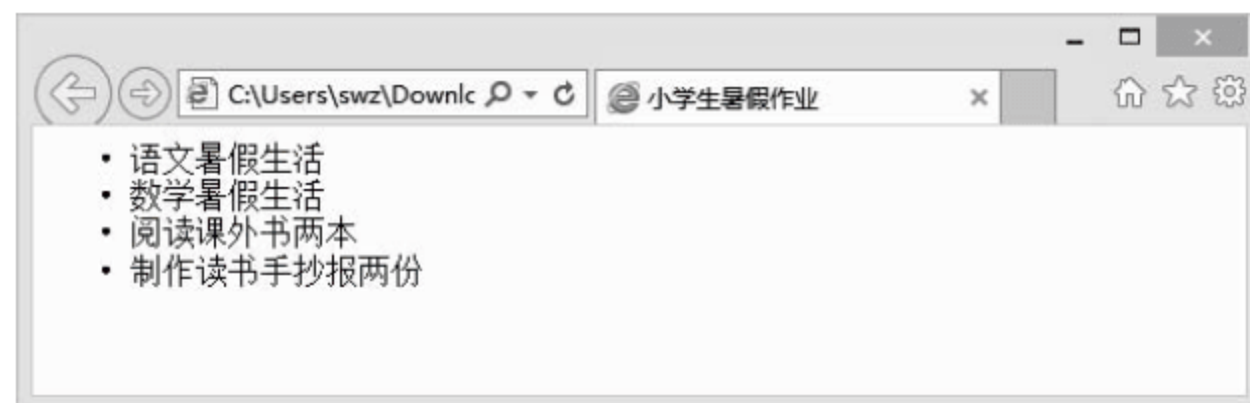 C:\Users\swz\Downlc
小学生暑假作业
• 语文暑假生活
• 数学暑假生活
• 阅读课外书两本
• 制作读书手抄报两份